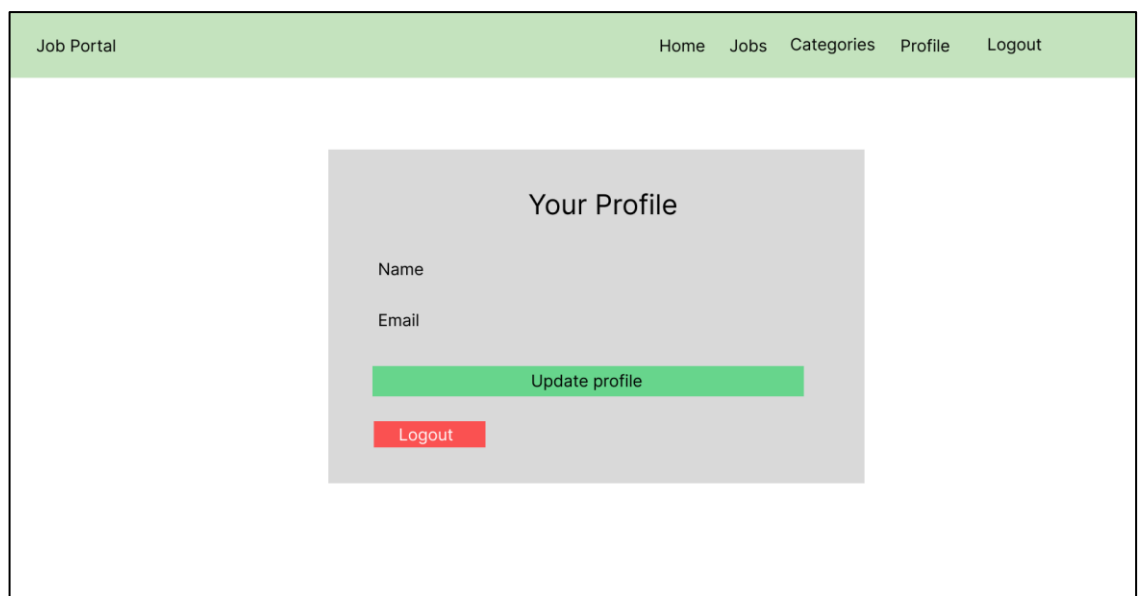 Job Portal Home Jobs Categories Profile Logout
Your Profile
Name
Email
Update profile
Logout